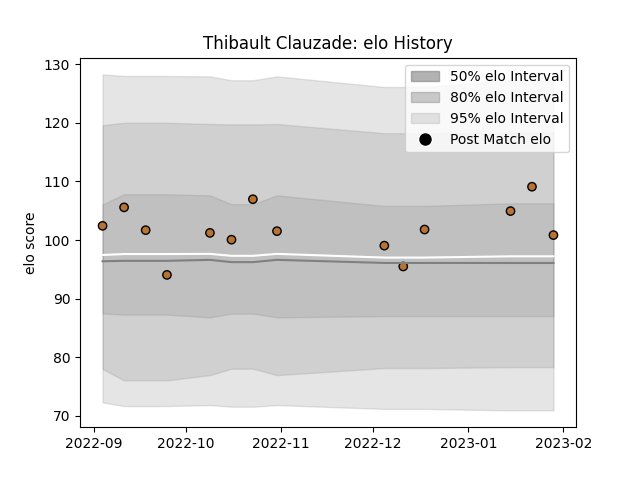 Thibault Clauzade: elo History
130
120
110
100
90
80
70
elo score
50% elo Interval
80% elo Interval
95% elo Interval
Post Match elo
2022-09
2022-10
2022-11
2022-12
2023-01
2023-02